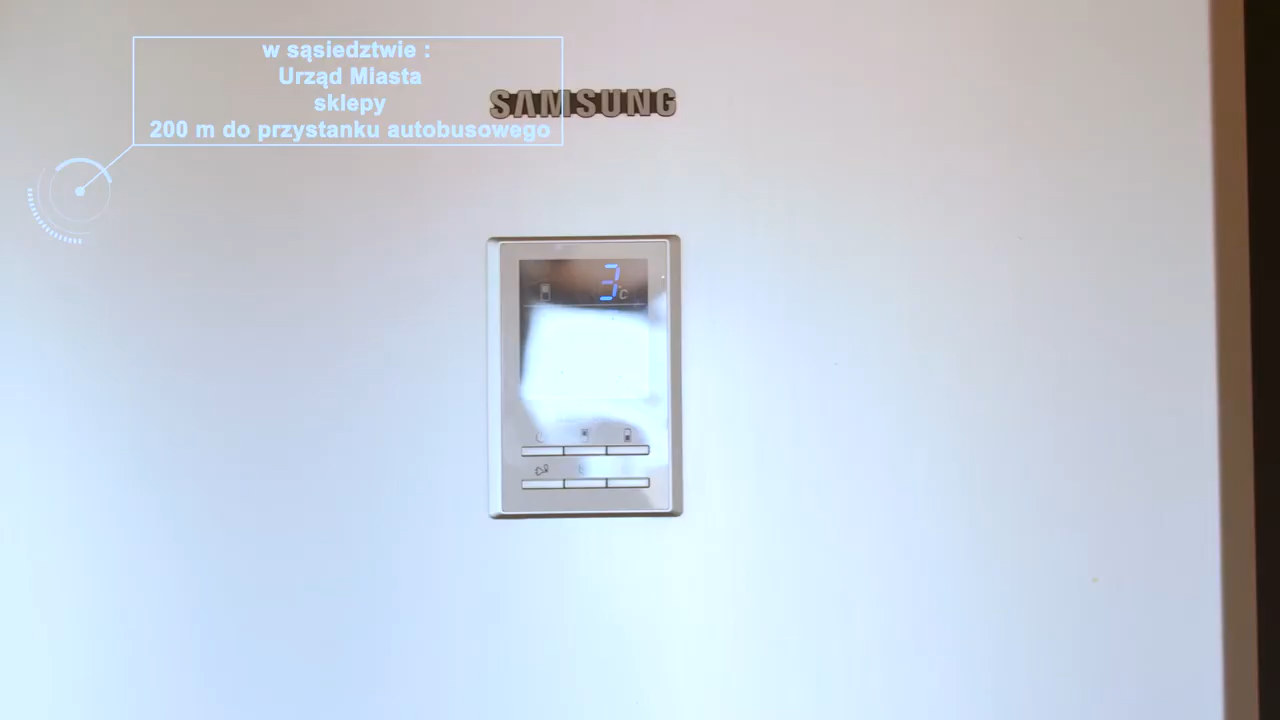 w sąsiedztwie :
Urząd Miasta
sklepy
200 m do przystanku autobusowego
SAMSUNG
3°C